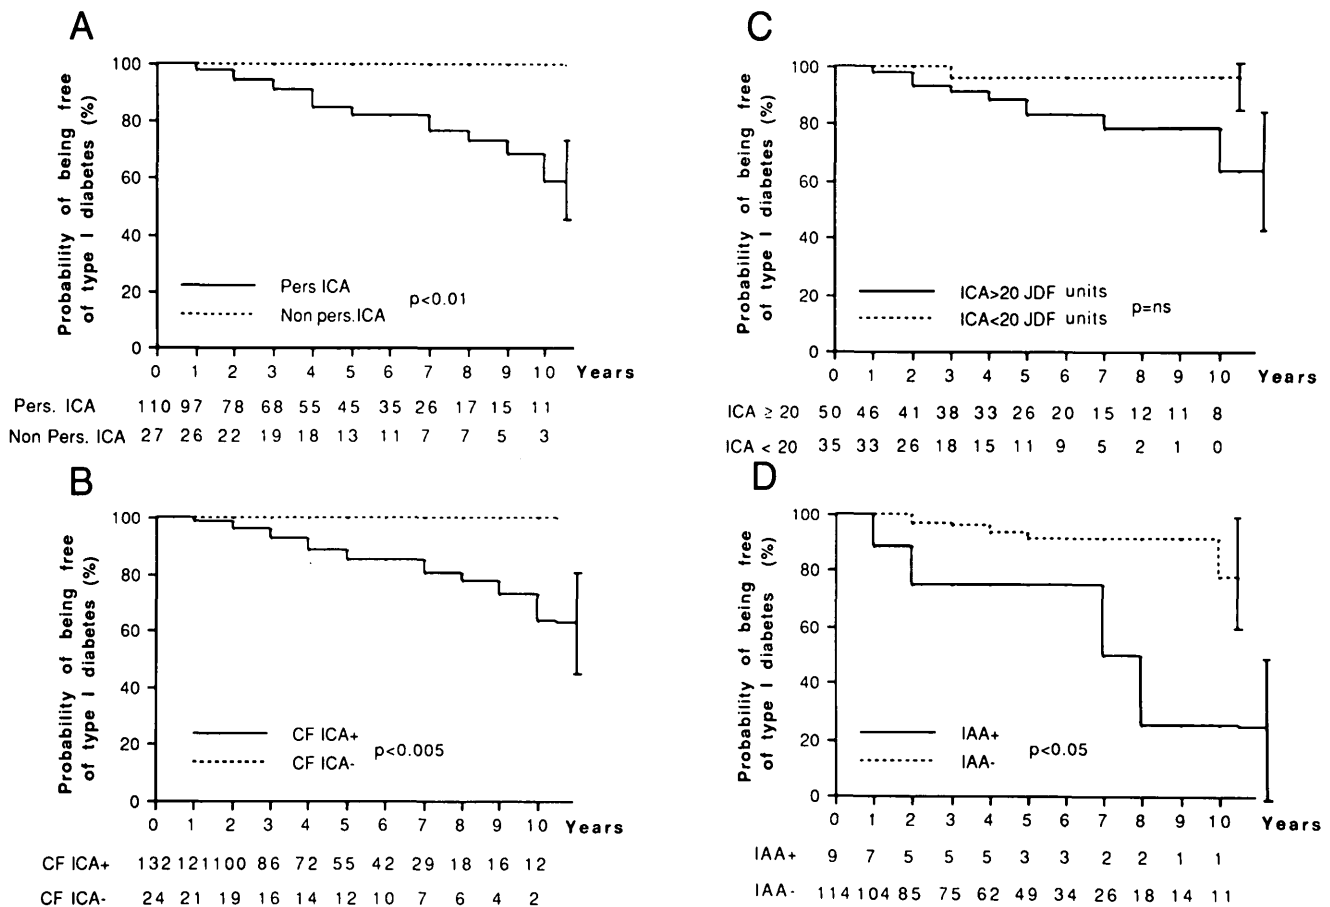 A
Probability of being free
of type I diabetes (%)
100
80
60
40
20
0
Pers ICA
Non pers.ICA
p<0.01
0 1 2 3 4 5 6 7 8 9 10 Years
Pers. ICA 110 97 78 68 55 45 35 26 17 15 11
Non Pers. ICA 27 26 22 19 18 13 11 7 7 5 3
B
Probability of being free
of type I diabetes (%)
100
80
60
40
20
0
CF ICA+
CF ICA-
p<0.005
0 1 2 3 4 5 6 7 8 9 10 Years
CF ICA+ 132 121 100 86 72 55 42 29 18 16 12
CF ICA- 24 21 19 16 14 12 10 7 6 4 2
C
Probability of being free
of type I diabetes (%)
100
80
60
40
20
0
ICA>20 JDF units
ICA<20 JDF units
p=ns
0 1 2 3 4 5 6 7 8 9 10 Years
ICA ≥ 20 50 46 41 38 33 26 20 15 12 11 8
ICA < 20 35 33 26 18 15 11 9 5 2 1 0
D
Probability of being free
of type I diabetes (%)
100
80
60
40
20
0
IAA+
IAA-
p<0.05
0 1 2 3 4 5 6 7 8 9 10 Years
IAA+ 9 7 5 5 5 3 3 2 2 1 1
IAA- 114 104 85 75 62 49 34 26 18 14 11